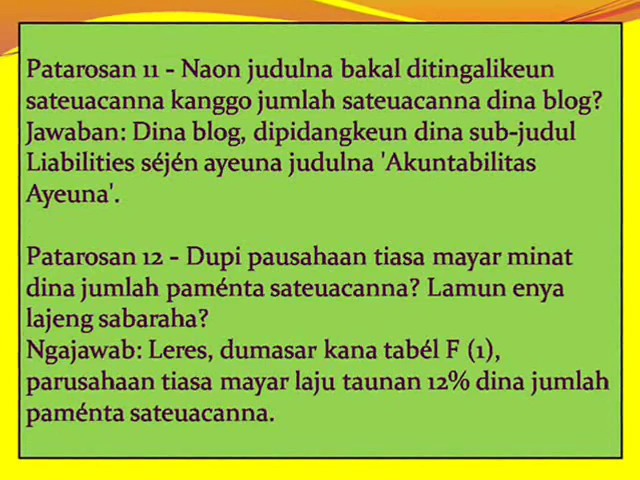 Patarosan 11 - Naon judulna bakal ditingalikeun
sateuacanna kanggo jumlah sateuacanna dina blog?
Jawaban: Dina blog, dipidangkeun dina sub-judul
Liabilities séjén ayeuna judulna 'Akuntabilitas
Ayeuna'.
Patarosan 12 - Dupi pausahaan tiasa mayar minat
dina jumlah paménta sateuacanna? Lamun enya
lajeng sabaraha?
Ngajawab: Leres, dumasar kana tabél F (1),
parusahaan tiasa mayar laju taunan 12% dina jumlah
paménta sateuacanna.